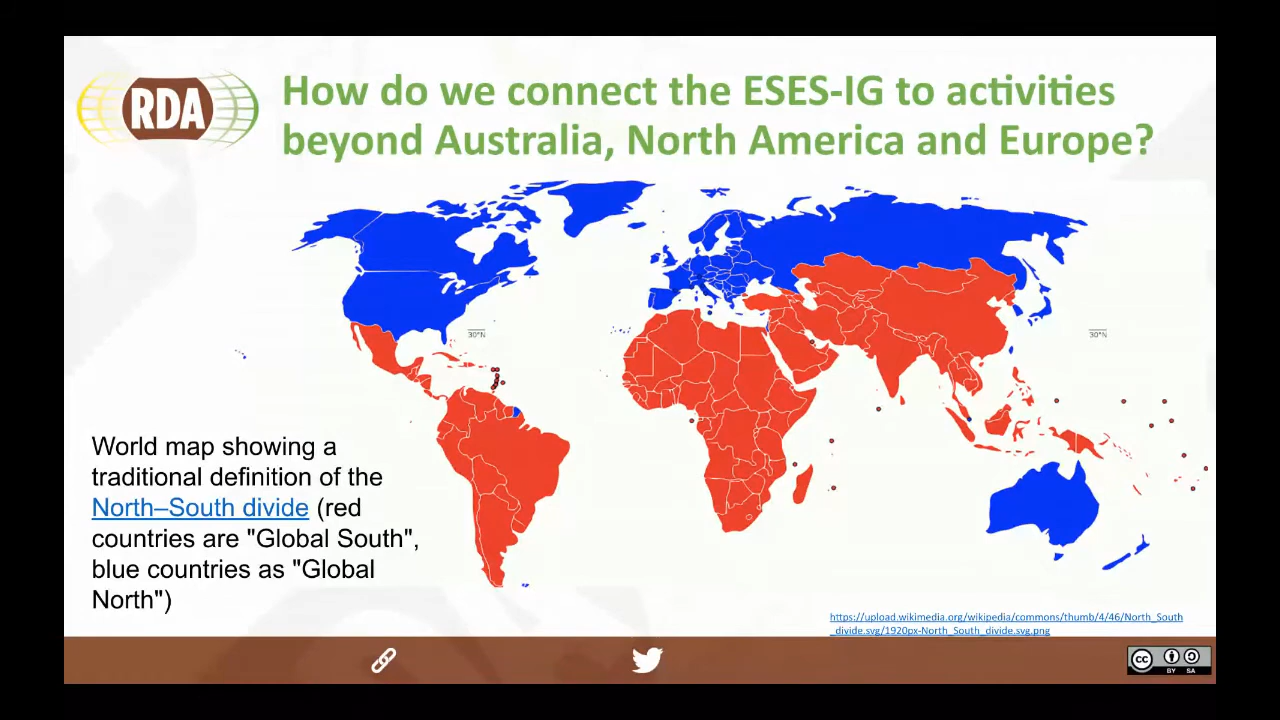 RDA
How do we connect the ESES-IG to activities
beyond Australia, North America and Europe?
30°N
30°N
World map showing a
traditional definition of the
North–South divide (red
countries are "Global South",
blue countries as "Global
North")
https://upload.wikimedia.org/wikipedia/commons/thumb/4/46/North_South
_divide.svg/1920px-North_South_divide.svg.png
cc
BY SA